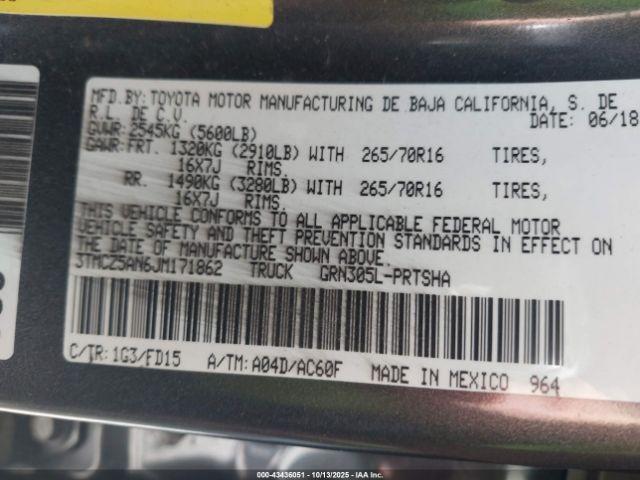 MFD.BY: TOYOTA MOTOR MANUFACTURING DE BAJA CALIFORNIA, S. DE
R.L. DE C.V. DATE: 06/18
GVWR: 2545KG (5600LB)
GAWR: FRT. 1320KG (2910LB) WITH 265/70R16 TIRES,
16X7J RIMS.
RR. 1490KG (3280LB) WITH 265/70R16 TIRES,
16X7J RIMS.
THIS VEHICLE CONFORMS TO ALL APPLICABLE FEDERAL MOTOR
VEHICLE SAFETY AND THEFT PREVENTION STANDARDS IN EFFECT ON
THE DATE OF MANUFACTURE SHOWN ABOVE.
3TMCZ5AN6JM171862 TRUCK GRN305L-PRTSHA
C/TR: 1G3/FD15 A/TM: A04D/AC60F MADE IN MEXICO 964
000-43436051 - 10/13/2025 - IAA Inc.